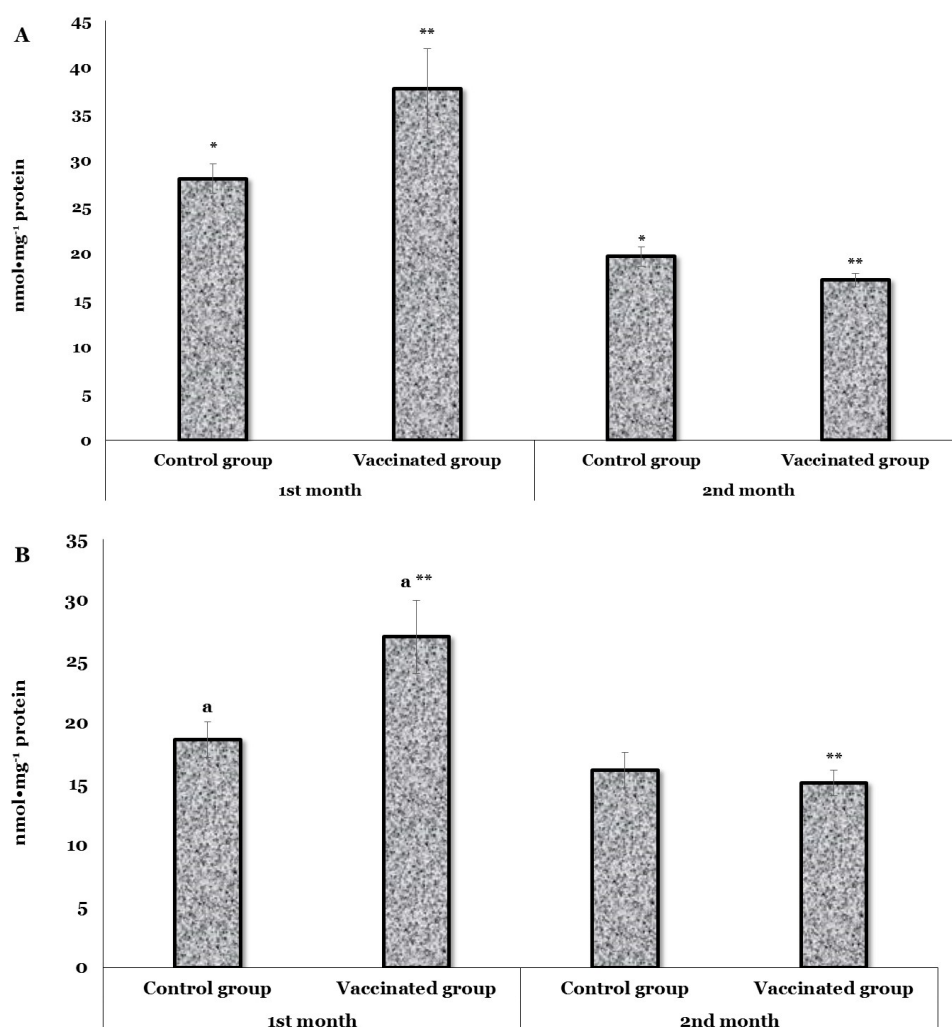 A
nmol•mg⁻¹ protein
45
40
35
30
25
20
15
10
5
0
*
**
*
**
Control group Vaccinated group Control group Vaccinated group
1st month 2nd month
B
nmol•mg⁻¹ protein
35
30
25
20
15
10
5
0
a
a **
**
Control group Vaccinated group Control group Vaccinated group
1st month 2nd month